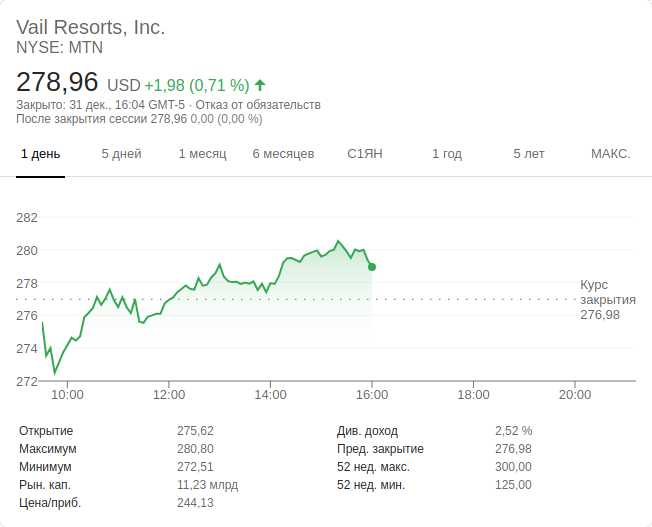 Vail Resorts, Inc.
NYSE: MTN
278,96 USD +1,98 (0,71 %)
Закрыто: 31 дек., 16:04 GMT-5 · Отказ от обязательств
После закрытия сессии 278,96 0,00 (0,00 %)
1 день 5 дней 1 месяц 6 месяцев С1ЯН 1 год 5 лет МАКС.
282
280
278
276
274
272
Курс
закрытия
276,98
10:00 12:00 14:00 16:00 18:00 20:00
Открытие 275,62 Див. доход 2,52 %
Максимум 280,80 Пред. закрытие 276,98
Минимум 272,51 52 нед. макс. 300,00
Рын. кап. 11,23 млрд 52 нед. мин. 125,00
Цена/приб. 244,13